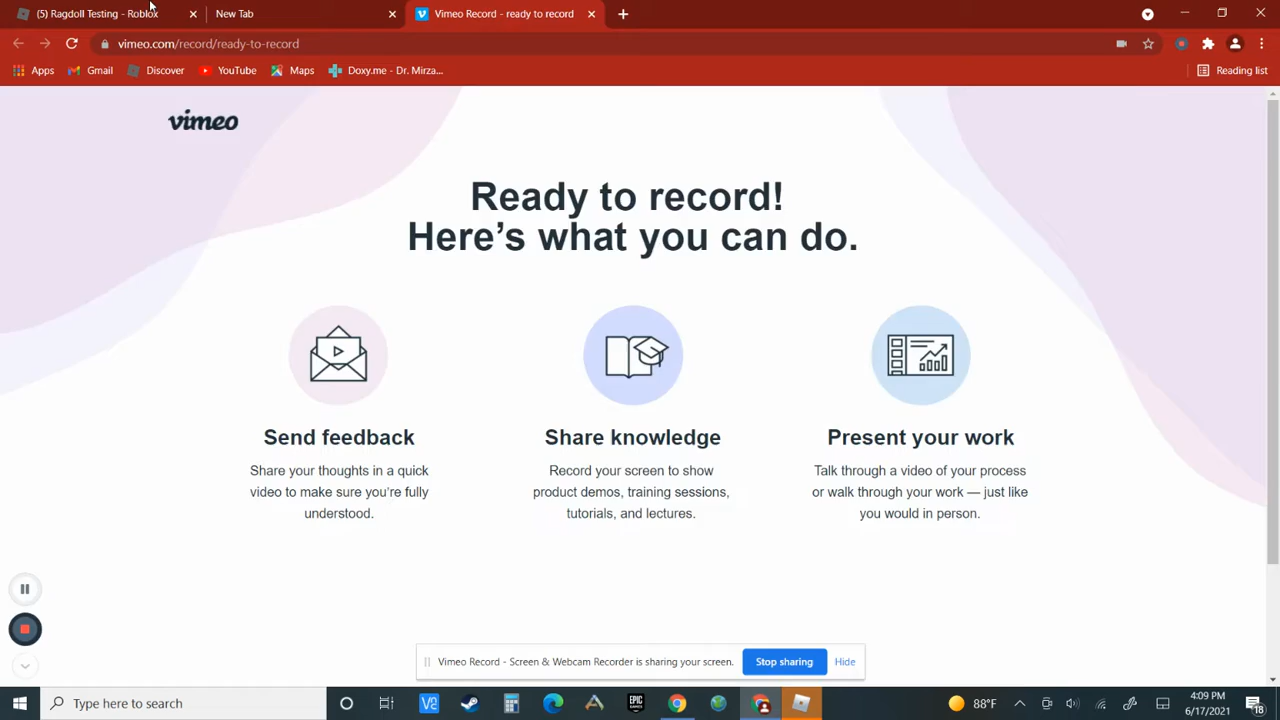 (5) Ragdoll Testing - Roblox
New Tab
Vimeo Record - ready to record
vimeo.com/record/ready-to-record
Apps
Gmail
Discover
YouTube
Maps
Doxy.me - Dr. Mirza...
Reading list
vimeo
Ready to record!
Here's what you can do.
Send feedback
Share your thoughts in a quick
video to make sure you're fully
understood.
Share knowledge
Record your screen to show
product demos, training sessions,
tutorials, and lectures.
Present your work
Talk through a video of your process
or walk through your work — just like
you would in person.
Vimeo Record - Screen & Webcam Recorder is sharing your screen.
Stop sharing
Hide
Type here to search
VE
EPIC
GAMES
88°F
4:09 PM
6/17/2021
18